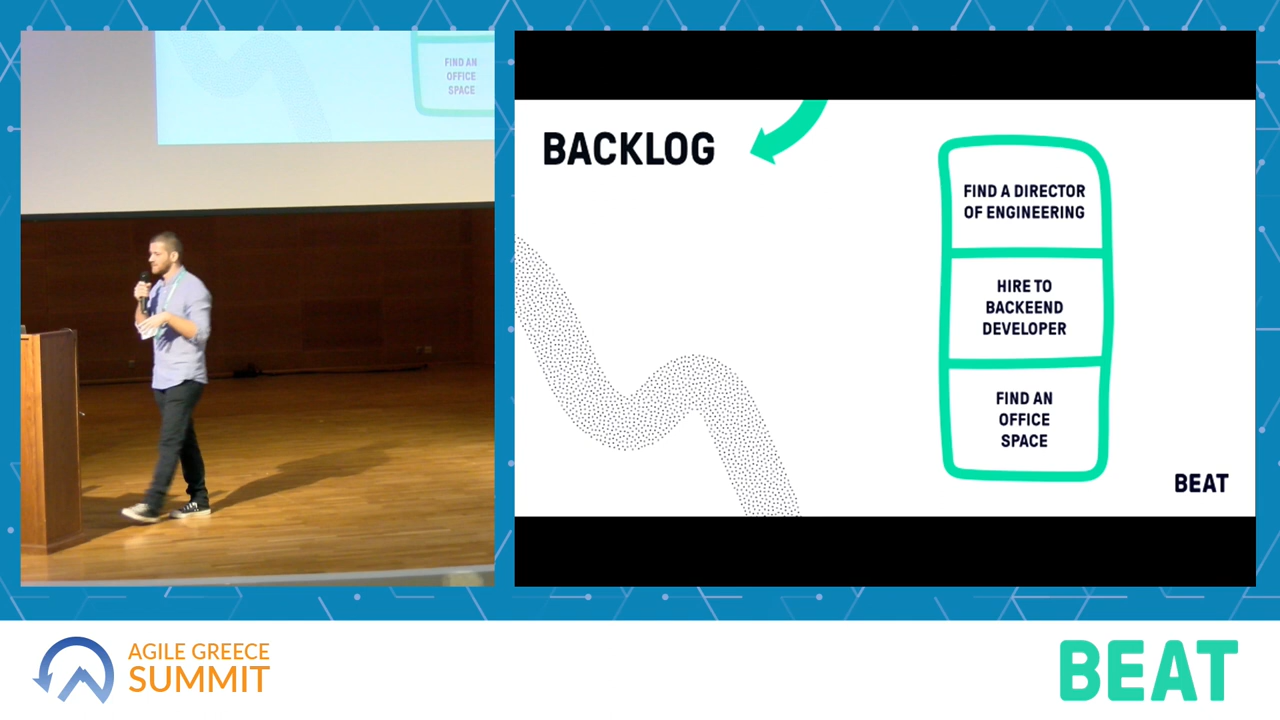 FIND AN
OFFICE
SPACE
BACKLOG
FIND A DIRECTOR
OF ENGINEERING
HIRE TO
BACKEEND
DEVELOPER
FIND AN
OFFICE
SPACE
BEAT
AGILE GREECE
SUMMIT
BEAT